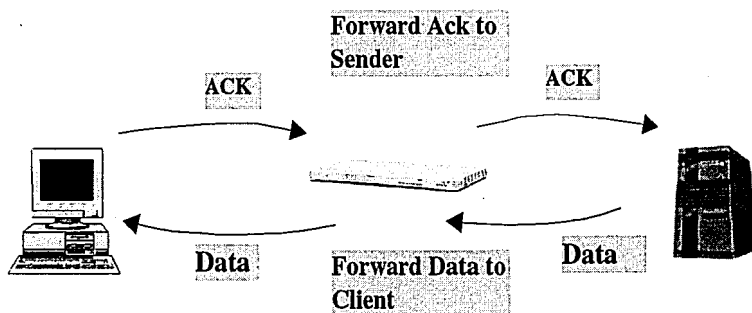 Forward Ack to
Sender
ACK
ACK
Data
Forward Data to
Client
Data